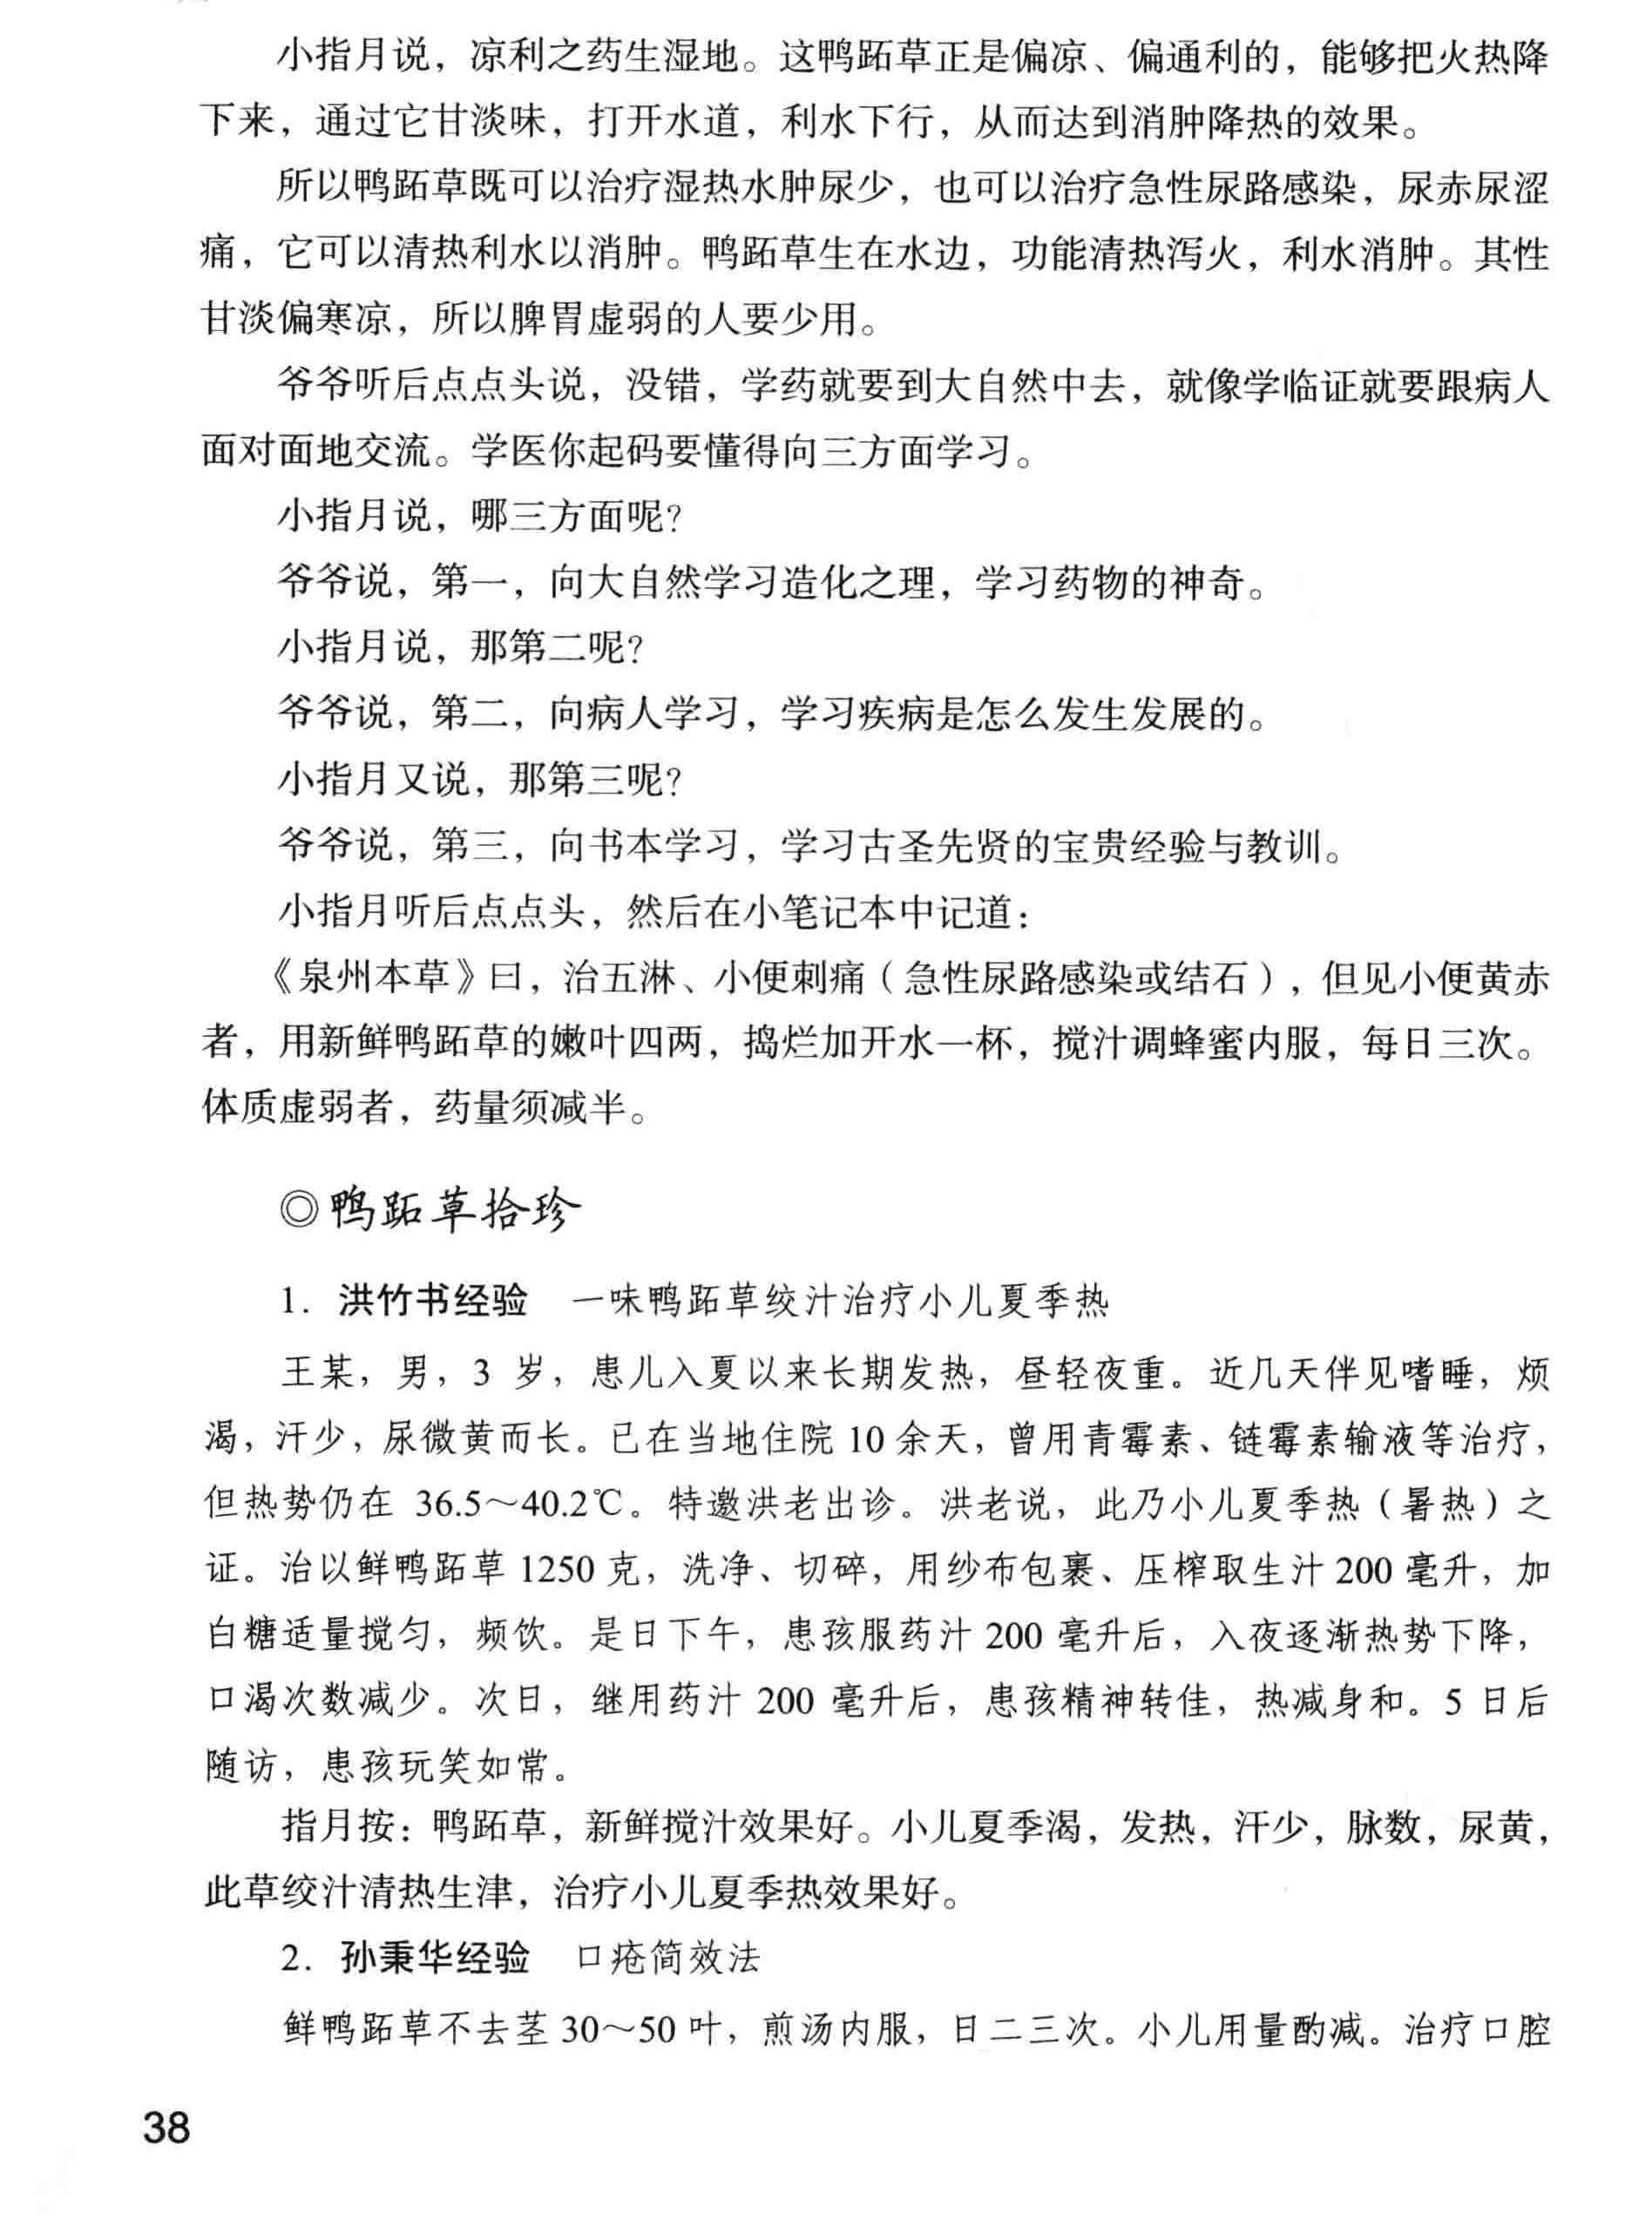 小指月说，凉利之药生湿地。这鸭跖草正是偏凉、偏通利的，能够把火热降
下来，通过它甘淡味，打开水道，利水下行，从而达到消肿降热的效果。
所以鸭跖草既可以治疗湿热水肿尿少，也可以治疗急性尿路感染，尿赤尿涩
痛，它可以清热利水以消肿。鸭跖草生在水边，功能清热泻火，利水消肿。其性
甘淡偏寒凉，所以脾胃虚弱的人要少用。
爷爷听后点点头说，没错，学药就要到大自然中去，就像学临证就要跟病人
面对面地交流。学医你起码要懂得向三方面学习。
小指月说，哪三方面呢？
爷爷说，第一，向大自然学习造化之理，学习药物的神奇。
小指月说，那第二呢？
爷爷说，第二，向病人学习，学习疾病是怎么发生发展的。
小指月又说，那第三呢？
爷爷说，第三，向书本学习，学习古圣先贤的宝贵经验与教训。
小指月听后点点头，然后在小笔记本中记道：
《泉州本草》曰，治五淋、小便刺痛（急性尿路感染或结石），但见小便黄赤
者，用新鲜鸭跖草的嫩叶四两，捣烂加开水一杯，搅汁调蜂蜜内服，每日三次。
体质虚弱者，药量须减半。
◎鸭跖草拾珍
1. 洪竹书经验 一味鸭跖草绞汁治疗小儿夏季热
王某，男，3 岁，患儿入夏以来长期发热，昼轻夜重。近几天伴见嗜睡，烦
渴，汗少，尿微黄而长。已在当地住院 10 余天，曾用青霉素、链霉素输液等治疗，
但热势仍在 36.5～40.2℃。特邀洪老出诊。洪老说，此乃小儿夏季热（暑热）之
证。治以鲜鸭跖草 1250 克，洗净、切碎，用纱布包裹、压榨取生汁 200 毫升，加
白糖适量搅匀，频饮。是日下午，患孩服药汁 200 毫升后，入夜逐渐热势下降，
口渴次数减少。次日，继用药汁 200 毫升后，患孩精神转佳，热减身和。5 日后
随访，患孩玩笑如常。
指月按：鸭跖草，新鲜搅汁效果好。小儿夏季渴，发热，汗少，脉数，尿黄，
此草绞汁清热生津，治疗小儿夏季热效果好。
2. 孙秉华经验 口疮简效法
鲜鸭跖草不去茎 30～50 叶，煎汤内服，日二三次。小儿用量酌减。治疗口腔
38